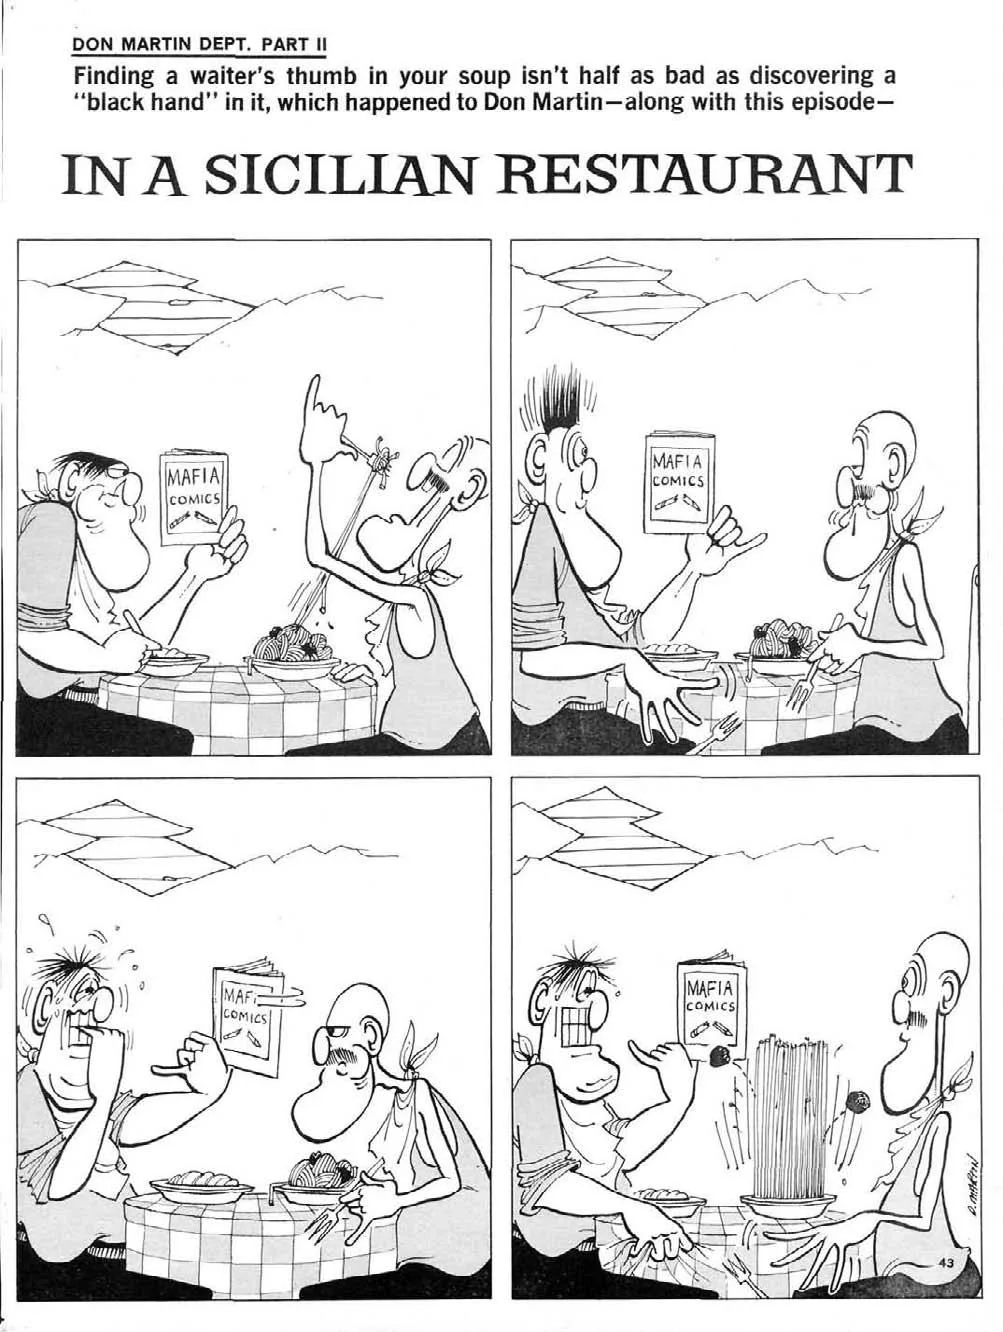 DON MARTIN DEPT. PART II
Finding a waiter's thumb in your soup isn't half as bad as discovering a
"black hand" in it, which happened to Don Martin—along with this episode—
IN A SICILIAN RESTAURANT
MAFIA
COMICS
MAFIA
COMICS
MAFI
COMICS
MAFIA
COMICS
D. MARTIN
43